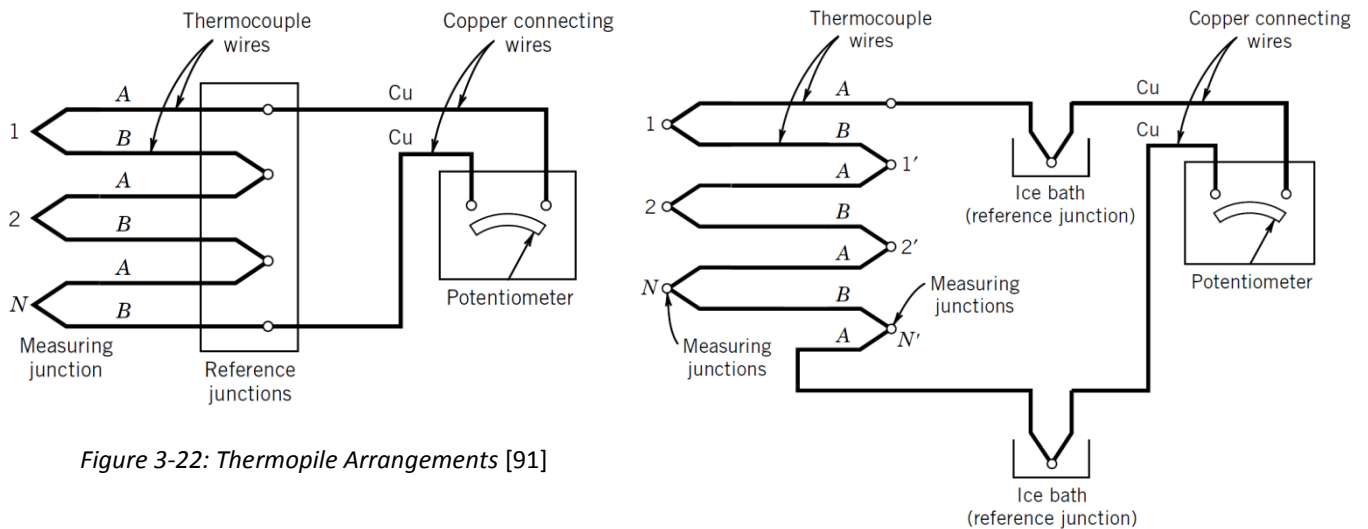 Thermocouple
wires
Copper connecting
wires
A
Cu
1
B
Cu
A
2
B
A
N
B
Potentiometer
Measuring
junction
Reference
junctions
Figure 3-22: Thermopile Arrangements [91]
Thermocouple
wires
Copper connecting
wires
A
Cu
1
B
Cu
A
1′
Ice bath
(reference junction)
2
B
A
2′
N
B
Measuring
junctions
A
N′
Measuring
junctions
Potentiometer
Ice bath
(reference junction)